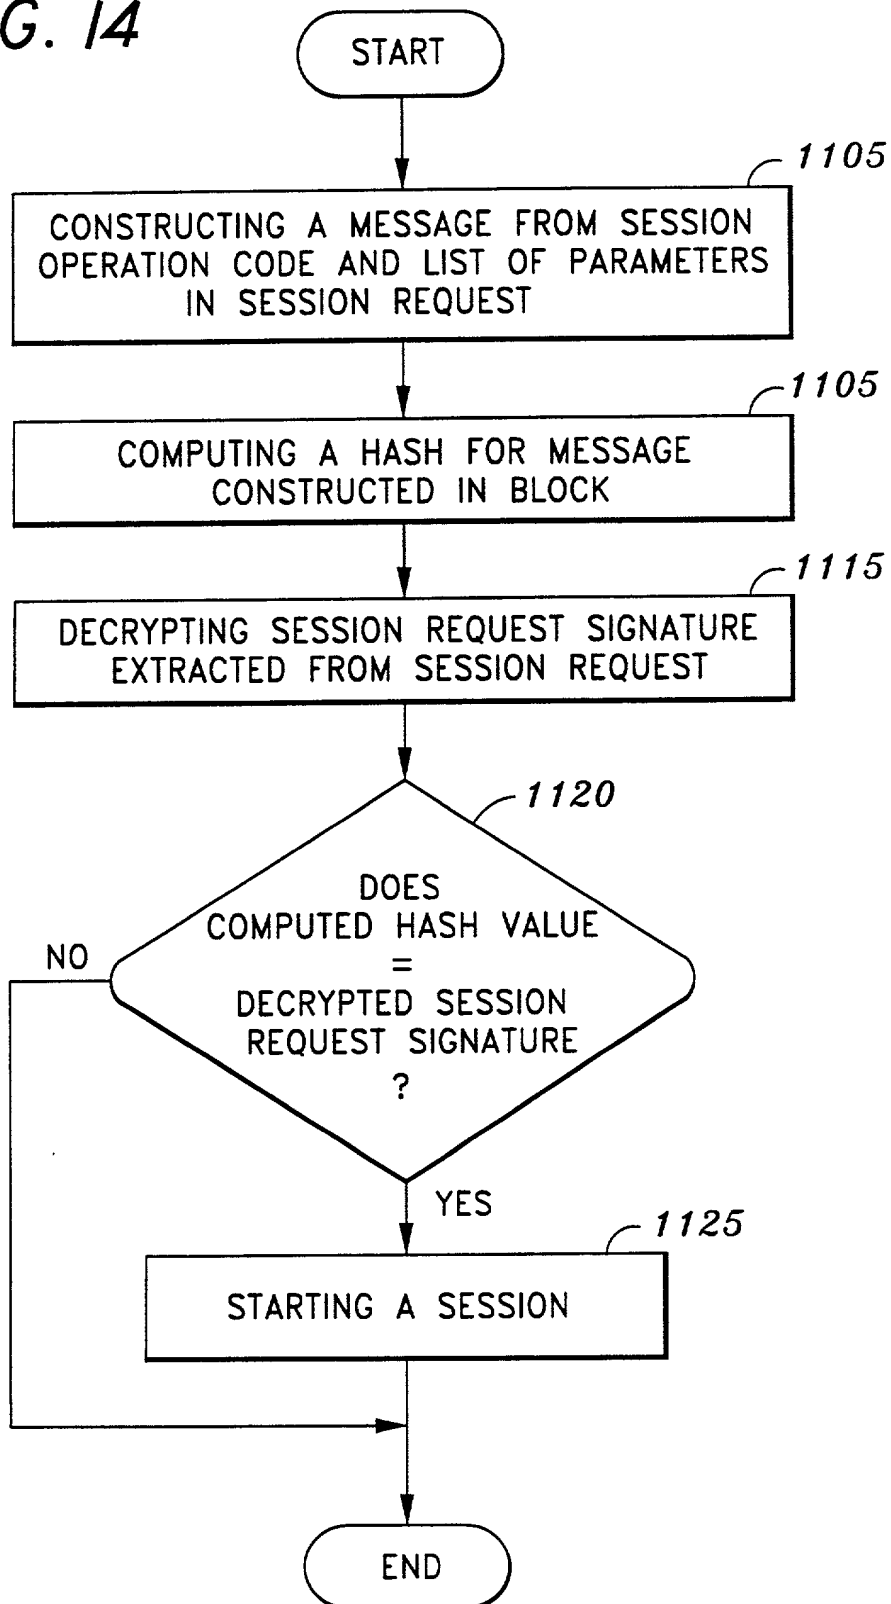 G. 14
START
1105
CONSTRUCTING A MESSAGE FROM SESSION
OPERATION CODE AND LIST OF PARAMETERS
IN SESSION REQUEST
1105
COMPUTING A HASH FOR MESSAGE
CONSTRUCTED IN BLOCK
1115
DECRYPTING SESSION REQUEST SIGNATURE
EXTRACTED FROM SESSION REQUEST
1120
DOES
COMPUTED HASH VALUE
=
DECRYPTED SESSION
REQUEST SIGNATURE
?
NO
YES
1125
STARTING A SESSION
END